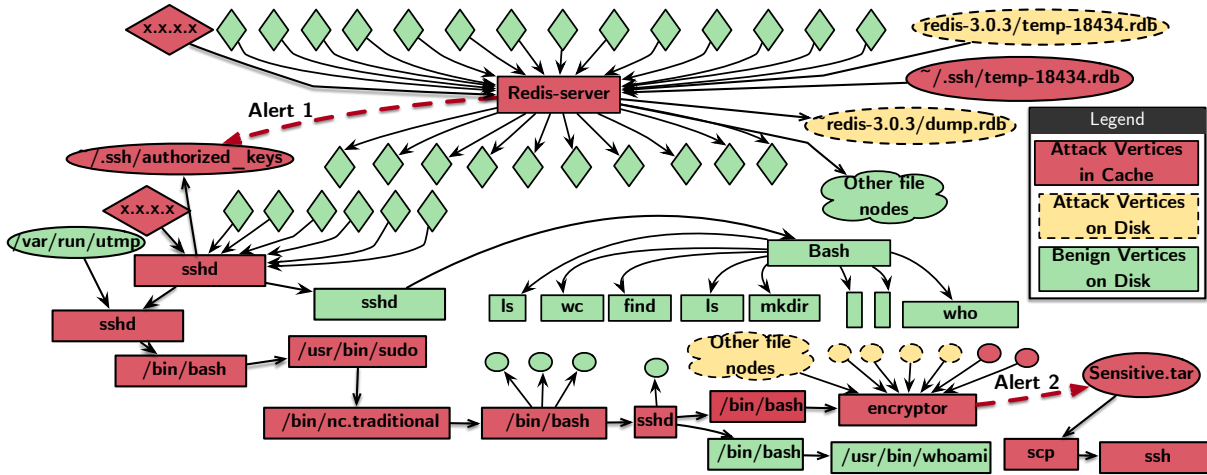 x.x.x.x
redis-3.0.3/temp-18434.rdb
~/.ssh/temp-18434.rdb
Redis-server
Alert 1
redis-3.0.3/dump.rdb
~/.ssh/authorized_keys
Other file
nodes
Legend
Attack Vertices
in Cache
Attack Vertices
on Disk
Benign Vertices
on Disk
x.x.x.x
/var/run/utmp
sshd
sshd
Bash
ls
wc
find
ls
mkdir
who
sshd
/bin/bash
/usr/bin/sudo
Other file
nodes
Alert 2
Sensitive.tar
/bin/nc.traditional
/bin/bash
sshd
/bin/bash
encryptor
/bin/bash
/usr/bin/whoami
scp
ssh